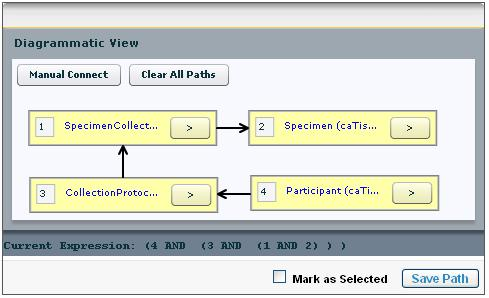 Diagrammatic View
Manual Connect Clear All Paths
1 SpecimenCollect... > 2 Specimen (caTis... >
3 CollectionProtoc... > 4 Participant (caTi... >
Current Expression: (4 AND (3 AND (1 AND 2) ) )
Mark as Selected Save Path